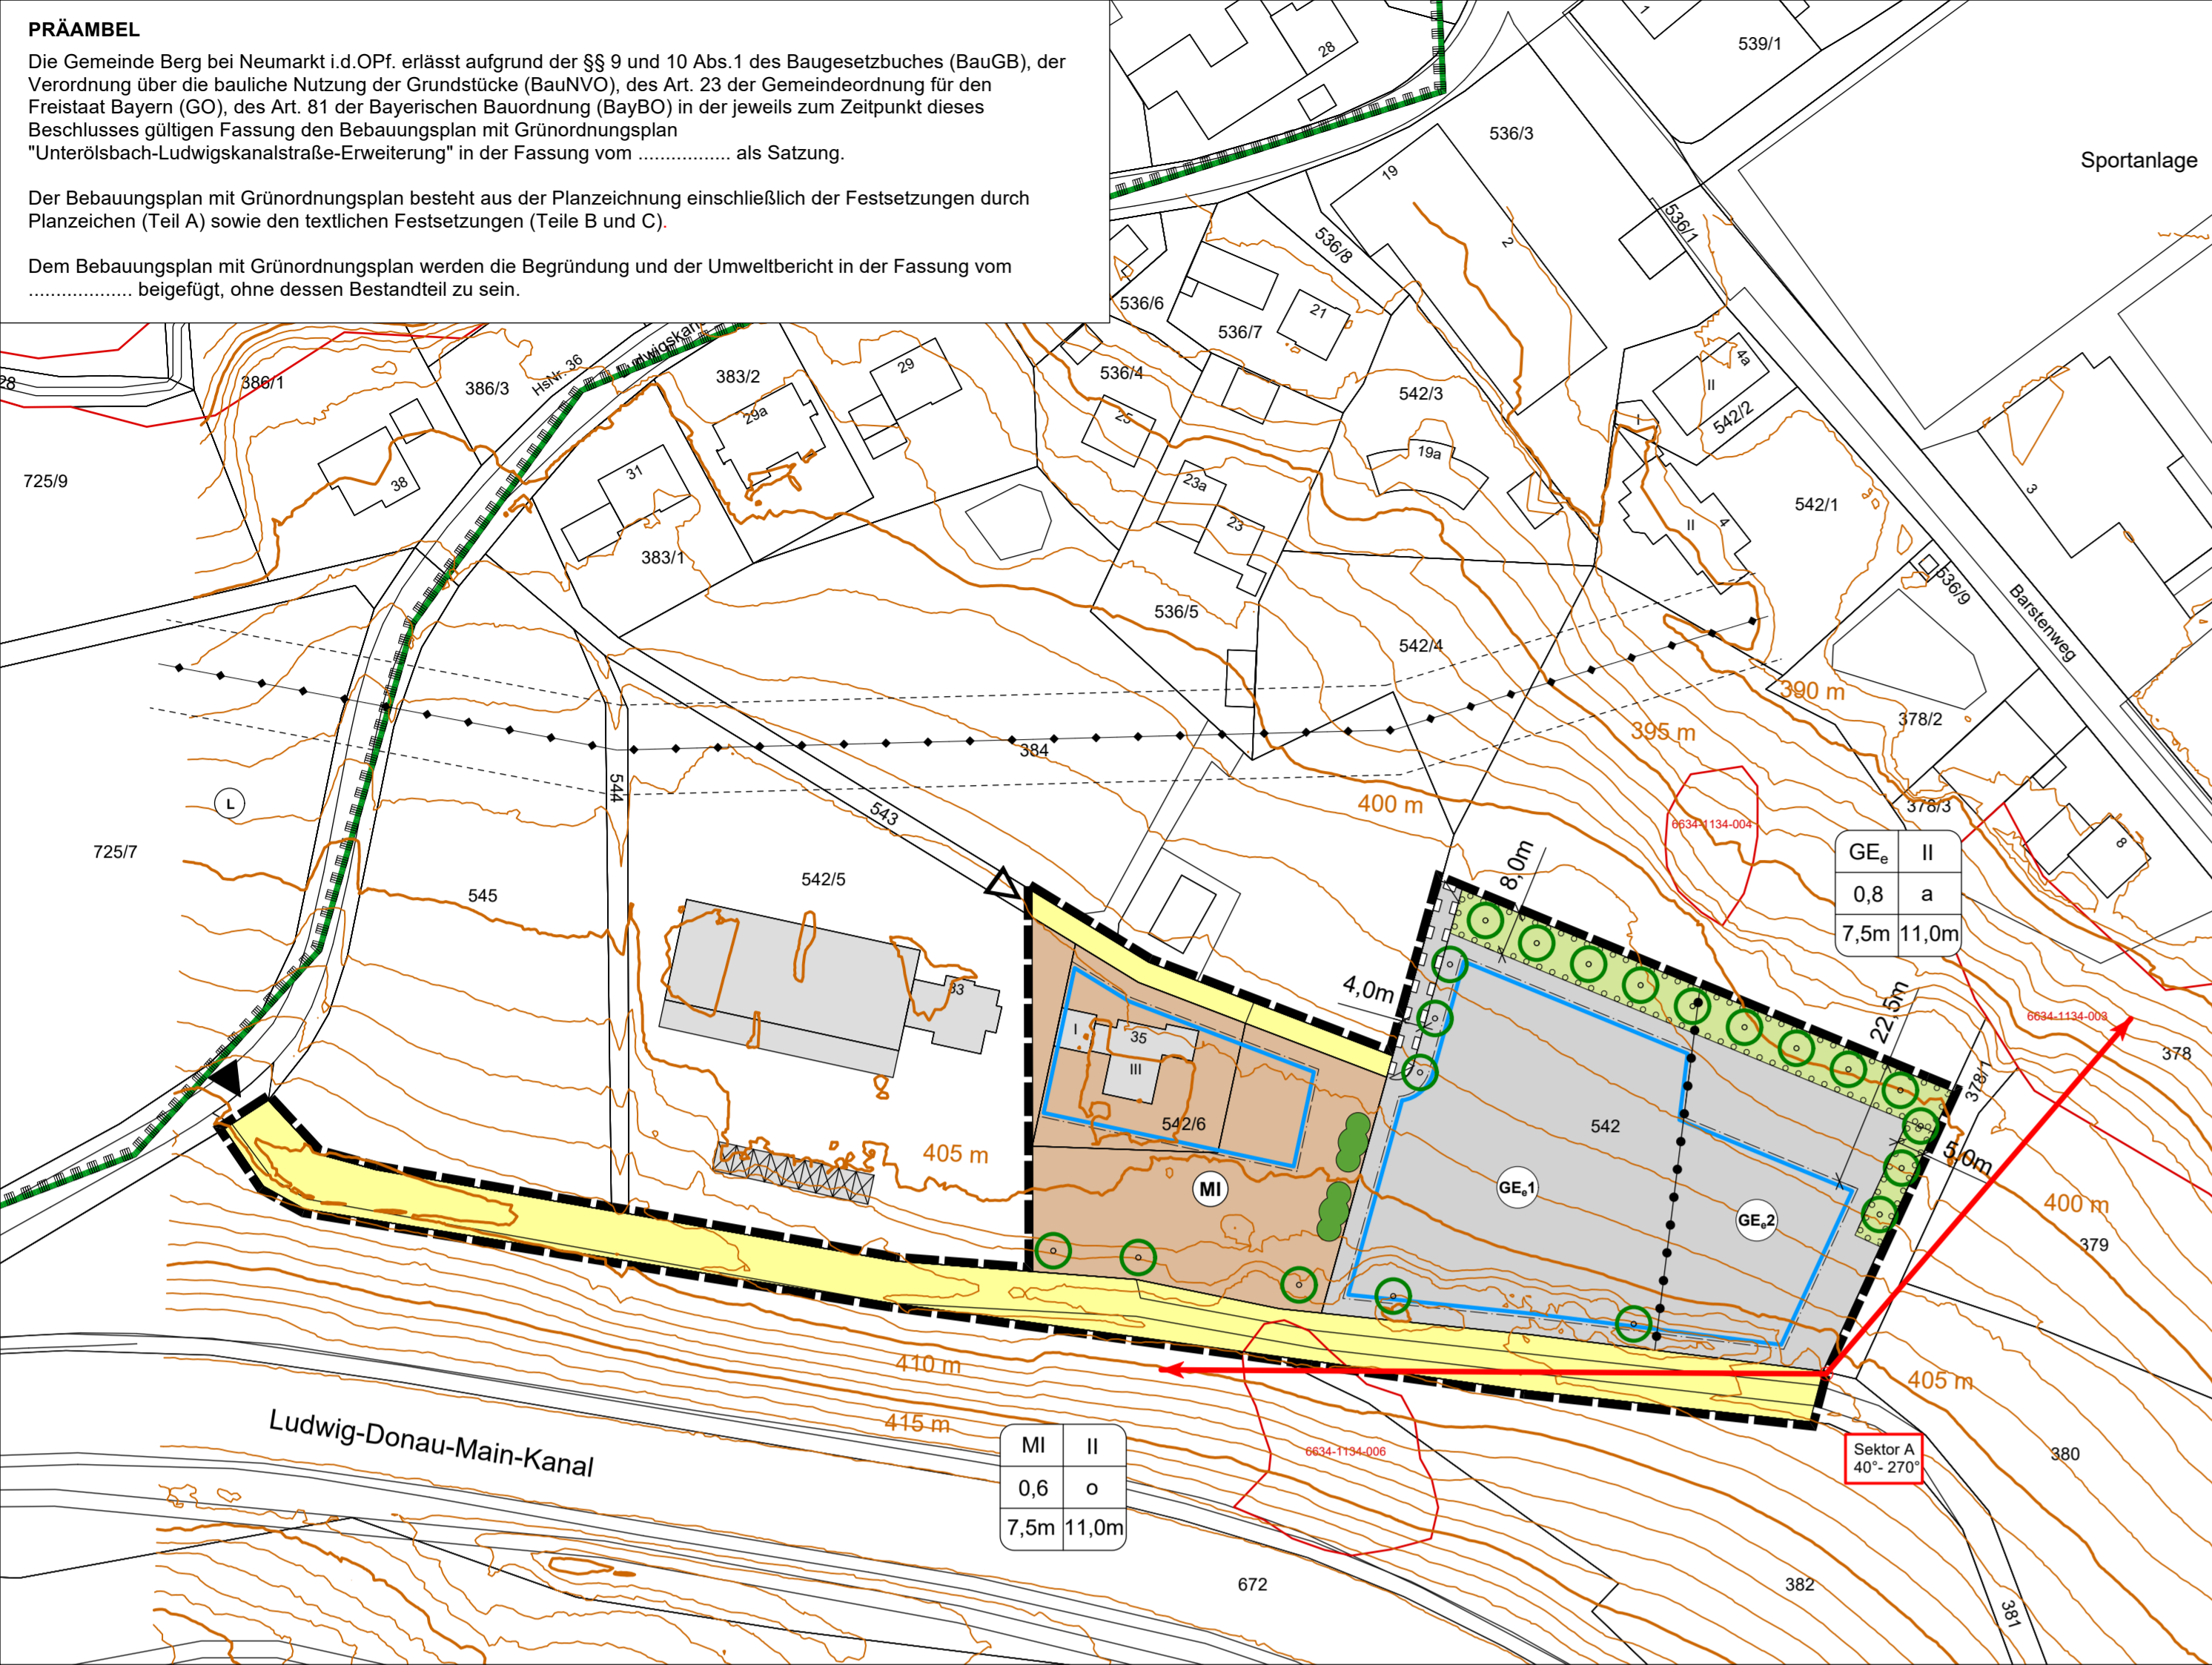 PRÄAMBEL
Die Gemeinde Berg bei Neumarkt i.d.OPf. erlässt aufgrund der §§ 9 und 10 Abs.1 des Baugesetzbuches (BauGB), der
Verordnung über die bauliche Nutzung der Grundstücke (BauNVO), des Art. 23 der Gemeindeordnung für den
Freistaat Bayern (GO), des Art. 81 der Bayerischen Bauordnung (BayBO) in der jeweils zum Zeitpunkt dieses
Beschlusses gültigen Fassung den Bebauungsplan mit Grünordnungsplan
"Unterölsbach-Ludwigskanalstraße-Erweiterung" in der Fassung vom ................. als Satzung.
Der Bebauungsplan mit Grünordnungsplan besteht aus der Planzeichnung einschließlich der Festsetzungen durch
Planzeichen (Teil A) sowie den textlichen Festsetzungen (Teile B und C).
Dem Bebauungsplan mit Grünordnungsplan werden die Begründung und der Umweltbericht in der Fassung vom
................... beigefügt, ohne dessen Bestandteil zu sein.
28
1
539/1
536/3
Sportanlage
19
2
536/1
536/8
536/6
536/7
21
4a
II
542/2
28
386/1
386/3
HsNr. 36
383/2
29
29a
536/4
25
542/3
I
19a
725/9
38
31
23a
23
II
4
542/1
3
383/1
536/5
536/9
Barstenweg
542/4
390 m
378/2
395 m
384
544
543
400 m
378/3
L
6634-1134-004
8
725/7
GEe
II
0,8
a
7,5m
11,0m
545
542/5
8,0m
33
4,0m
22,5m
6634-1134-003
378
I
35
III
378/1
542/6
542
405 m
5,0m
MI
GEe1
GEe2
400 m
379
410 m
405 m
415 m
Ludwig-Donau-Main-Kanal
MI
II
0,6
o
7,5m
11,0m
6634-1134-006
Sektor A
40°- 270°
380
672
382
381